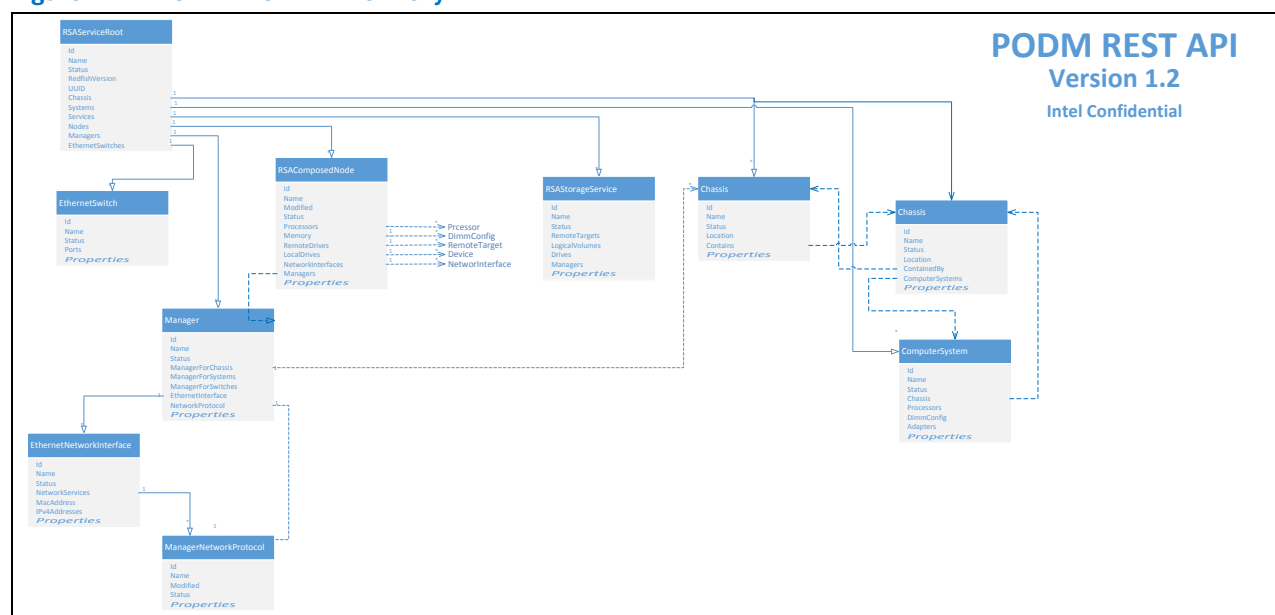 RSAServiceRoot
Id
Name
Status
RedfishVersion
UUID
Chassis
Systems
Services
Nodes
Managers
EthernetSwitches
PODM REST API
Version 1.2
Intel Confidential
EthernetSwitch
Id
Name
Status
Ports
Properties
RSAComposedNode
Id
Name
Modified
Status
Processors
Memory
RemoteDrives
LocalDrives
NetworkInterfaces
Managers
Properties
Prcessor
DimmConfig
RemoteTarget
Device
NetworInterface
RSAStorageService
Id
Name
Status
RemoteTargets
LogicalVolumes
Drives
Managers
Properties
Chassis
Id
Name
Status
Location
Contains
Properties
Chassis
Id
Name
Status
Location
ContainedBy
ComputerSystems
Properties
Manager
Id
Name
Status
ManagerForChassis
ManagerForSystems
ManagerForSwitches
EthernetInterface
NetworkProtocol
Properties
ComputerSystem
Id
Name
Status
Chassis
Processors
DimmConfig
Adapters
Properties
EthernetNetworkInterface
Id
Name
Status
NetworkServices
MacAddress
IPv4Addresses
Properties
ManagerNetworkProtocol
Id
Name
Modified
Status
Properties